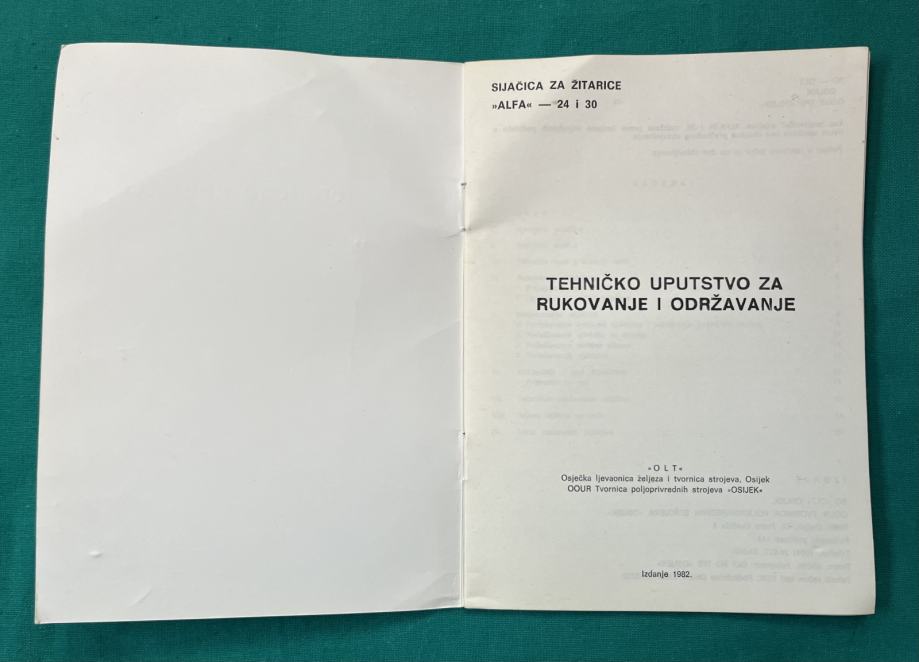 SIJAČICA ZA ŽITARICE
»ALFA« — 24 i 30
TEHNIČKO UPUTSTVO ZA
RUKOVANJE I ODRŽAVANJE
»OLT«
Osječka ljevaonica željeza i tvornica strojeva, Osijek
OOUR Tvornica poljoprivrednih strojeva »OSIJEK«
Izdanje 1982.